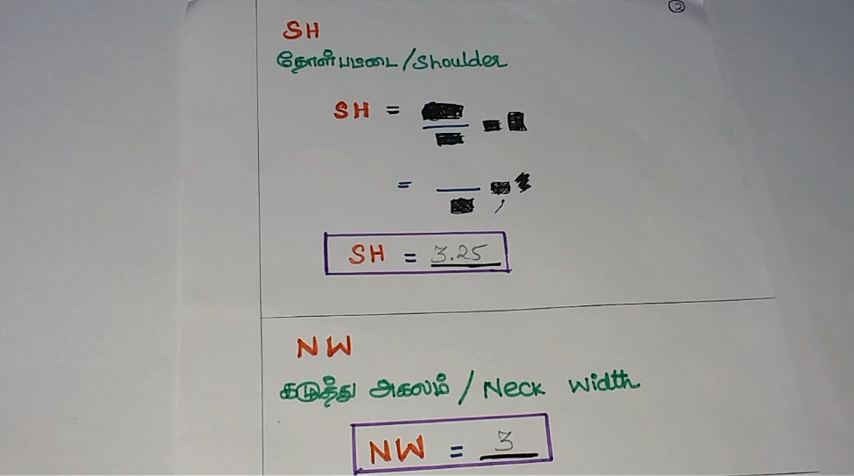 2
SH
தோள்பட்டை / Shoulder
SH =
=
SH = 3.25
NW
கழுத்து அகலம் / Neck width
NW = 3